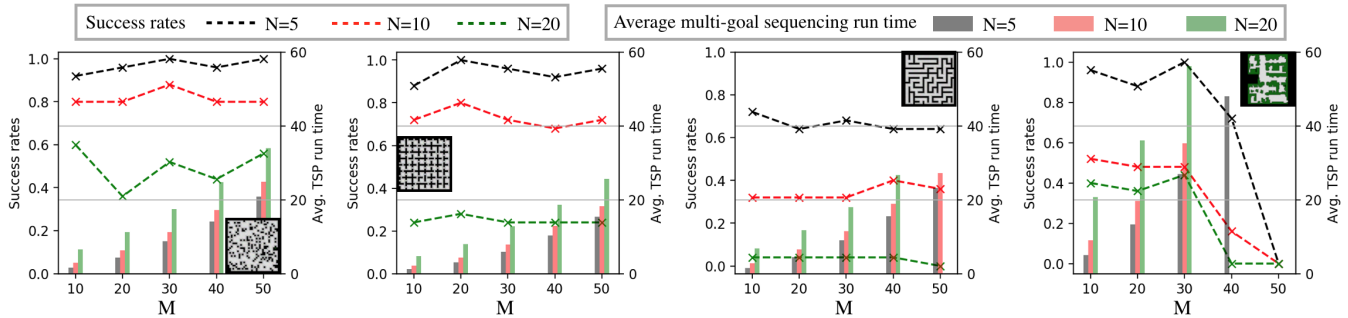 Success rates N=5 N=10 N=20
Average multi-goal sequencing run time N=5 N=10 N=20
Success rates
0.0 0.2 0.4 0.6 0.8 1.0
10 20 30 40 50
M
0 20 40 60
Avg. TSP run time
Success rates
0.0 0.2 0.4 0.6 0.8 1.0
10 20 30 40 50
M
0 20 40 60
Avg. TSP run time
Success rates
0.0 0.2 0.4 0.6 0.8 1.0
10 20 30 40 50
M
0 20 40 60
Avg. TSP run time
Success rates
0.0 0.2 0.4 0.6 0.8 1.0
10 20 30 40 50
M
0 20 40 60
Avg. TSP run time